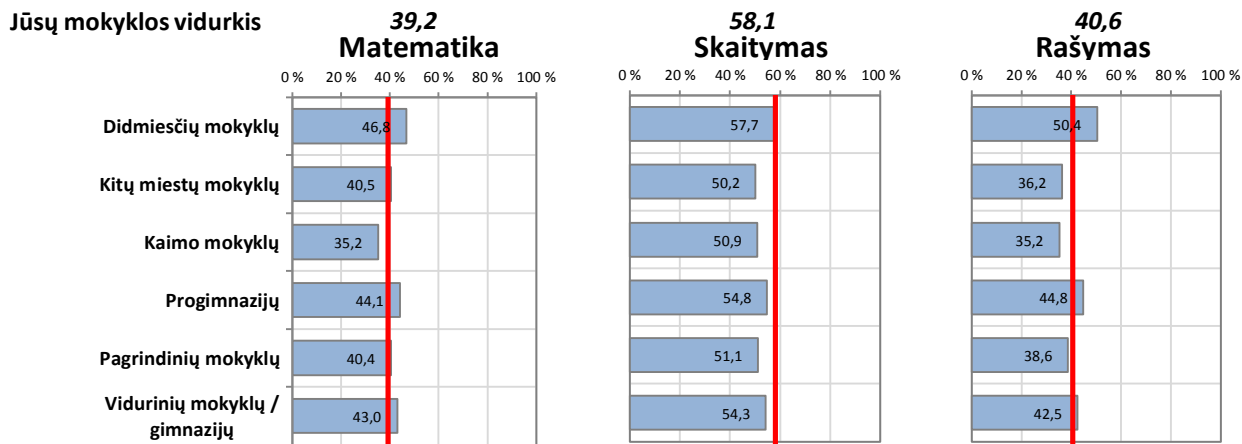 Jūsų mokyklos vidurkis 39,2 58,1 40,6
Matematika Skaitymas Rašymas
0 % 20 % 40 % 60 % 80 % 100 % 0 % 20 % 40 % 60 % 80 % 100 % 0 % 20 % 40 % 60 % 80 % 100 %
Didmiesčių mokyklų 46,8 57,7 50,4
Kitų miestų mokyklų 40,5 50,2 36,2
Kaimo mokyklų 35,2 50,9 35,2
Progimnazijų 44,1 54,8 44,8
Pagrindinių mokyklų 40,4 51,1 38,6
Vidurinių mokyklų /
gimnazijų 43,0 54,3 42,5